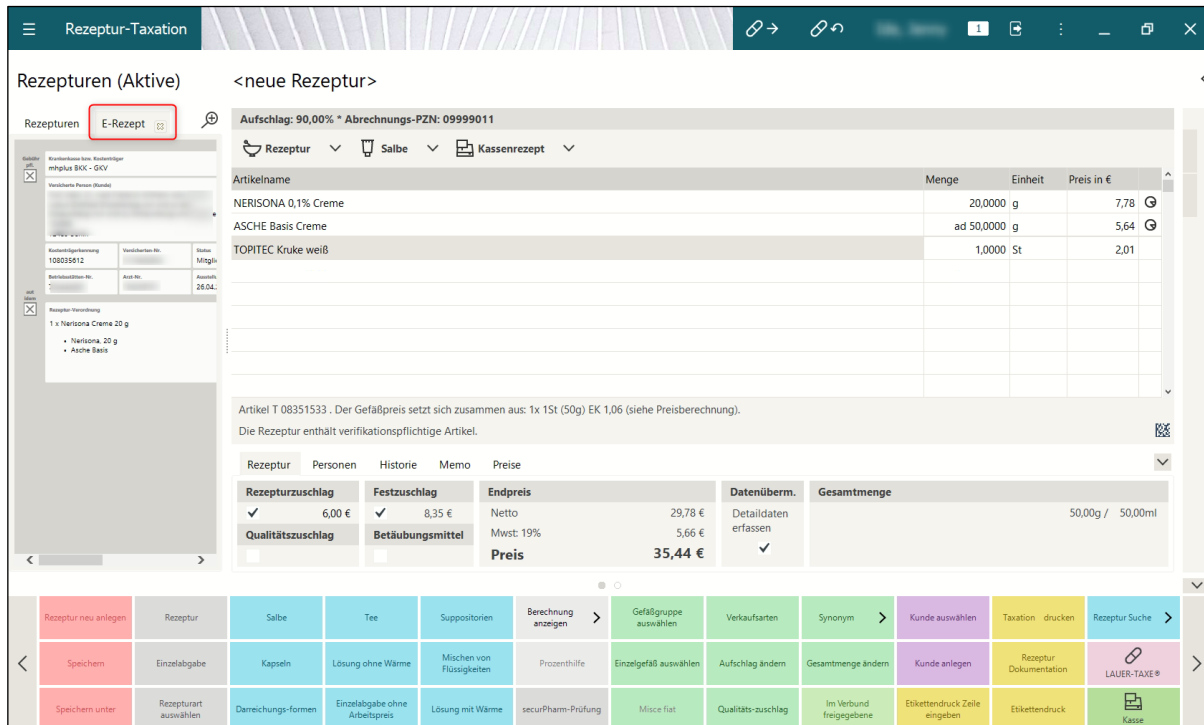 Rezeptur-Taxation
1
Rezepturen (Aktive)
<neue Rezeptur>
Rezepturen
E-Rezept
Gebühr
pfl.
Krankenkasse bzw. Kostenträger
mhplus BKK - GKV
Versicherte Person (Kunde)
Kostenträgerkennung
Versicherten-Nr.
Status
108035612
Mitglie
Betriebsstätten-Nr.
Arzt-Nr.
Ausstell
26.04.
aut
idem
Rezeptur-Verordnung
1 x Nerisona Creme 20 g
• Nerisona, 20 g
• Asche Basis
Aufschlag: 90,00% * Abrechnungs-PZN: 09999011
Rezeptur
Salbe
Kassenrezept
Artikelname Menge Einheit Preis in €
NERISONA 0,1% Creme 20,0000 g 7,78
ASCHE Basis Creme ad 50,0000 g 5,64
TOPITEC Kruke weiß 1,0000 St 2,01
Artikel T 08351533 . Der Gefäßpreis setzt sich zusammen aus: 1x 1St (50g) EK 1,06 (siehe Preisberechnung).
Die Rezeptur enthält verifikationspflichtige Artikel.
Rezeptur Personen Historie Memo Preise
Rezepturzuschlag
6,00 €
Qualitätszuschlag
Festzuschlag
8,35 €
Betäubungsmittel
Endpreis
Netto 29,78 €
Mwst: 19% 5,66 €
Preis 35,44 €
Datenüberm.
Detaildaten
erfassen
Gesamtmenge
50,00g / 50,00ml
Rezeptur neu anlegen
Rezeptur
Salbe
Tee
Suppositorien
Berechnung
anzeigen
Gefäßgruppe
auswählen
Verkaufsarten
Synonym
Kunde auswählen
Taxation drucken
Rezeptur Suche
Speichern
Einzelabgabe
Kapseln
Lösung ohne Wärme
Mischen von
Flüssigkeiten
Prozenthilfe
Einzelgefäß auswählen
Aufschlag ändern
Gesamtmenge ändern
Kunde anlegen
Rezeptur
Dokumentation
LAUER-TAXE®
Speichern unter
Rezepturart
auswählen
Darreichungs-formen
Einzelabgabe ohne
Arbeitspreis
Lösung mit Wärme
securPharm-Prüfung
Misce fiat
Qualitäts-zuschlag
Im Verbund
freigegebene
Etikettendruck Zeile
eingeben
Etikettendruck
Kasse